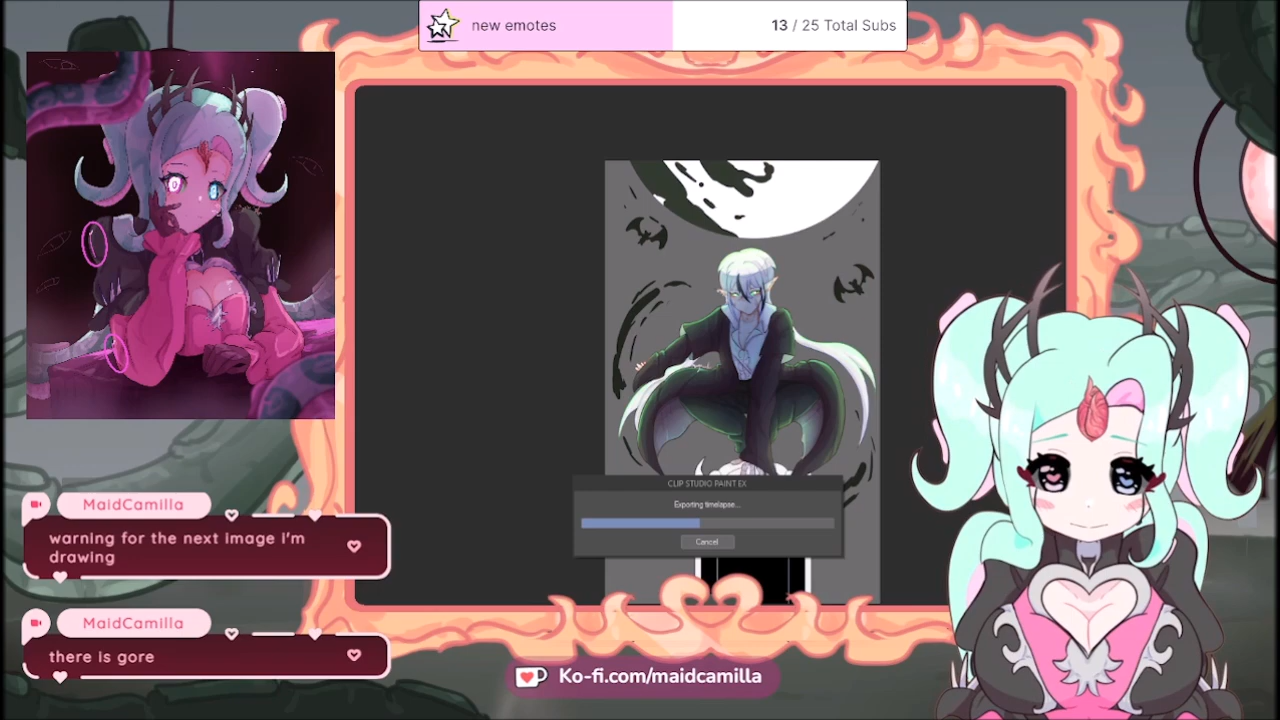 new emotes
13 / 25 Total Subs
CLIP STUDIO PAINT EX
Exporting timelapse...
Cancel
MaidCamilla
warning for the next image i'm
drawing
MaidCamilla
there is gore
Ko-fi.com/maidcamilla